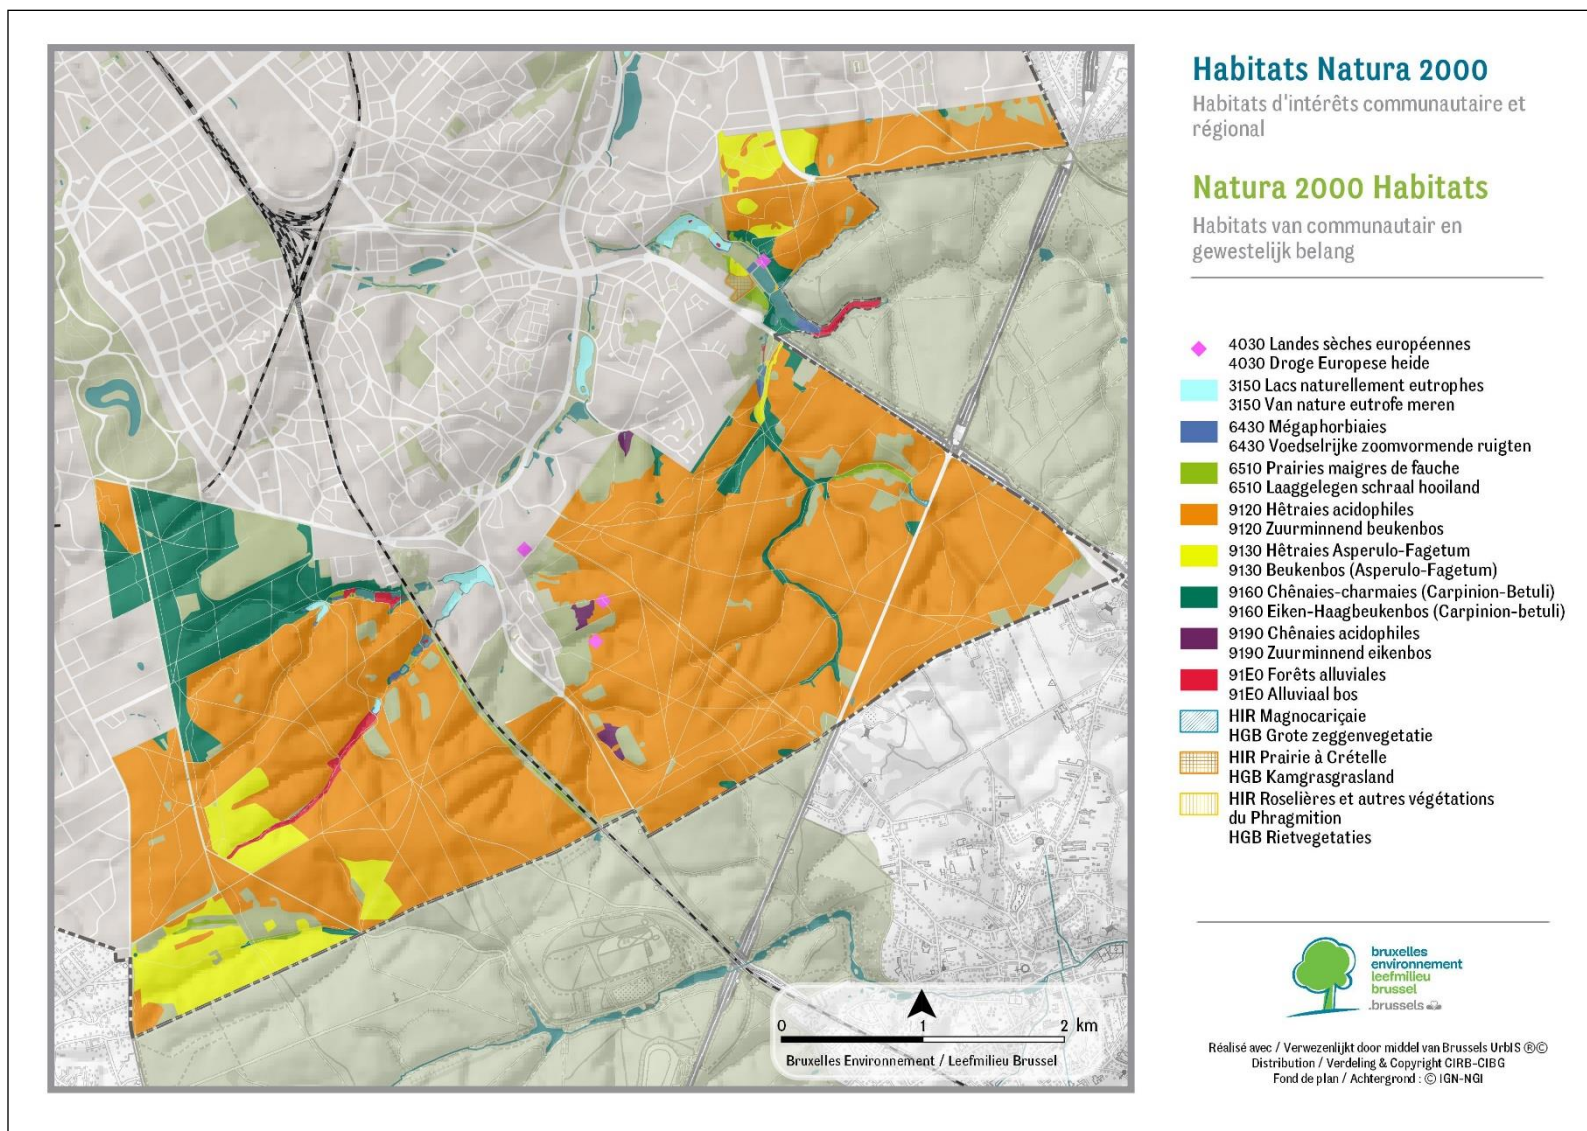 Habitats Natura 2000
Habitats d'intérêts communautaire et
régional
Natura 2000 Habitats
Habitats van communautair en
gewestelijk belang
4030 Landes sèches européennes
4030 Droge Europese heide
3150 Lacs naturellement eutrophes
3150 Van nature eutrofe meren
6430 Mégaphorbiaies
6430 Voedselrijke zoomvormende ruigten
6510 Prairies maigres de fauche
6510 Laaggelegen schraal hooiland
9120 Hêtraies acidophiles
9120 Zuurminnend beukenbos
9130 Hêtraies Asperulo-Fagetum
9130 Beukenbos (Asperulo-Fagetum)
9160 Chênaies-charmaies (Carpinion-Betuli)
9160 Eiken-Haagbeukenbos (Carpinion-betuli)
9190 Chênaies acidophiles
9190 Zuurminnend eikenbos
91E0 Forêts alluviales
91E0 Alluviaal bos
HIR Magnocariçaie
HGB Grote zeggenvegetatie
HIR Prairie à Crételle
HGB Kamgrasgrasland
HIR Roselières et autres végétations
du Phragmition
HGB Rietvegetaties
0 1 2 km
Bruxelles Environnement / Leefmilieu Brussel
bruxelles
environnement
leefmilieu
brussel
.brussels
Réalisé avec / Verwezenlijkt door middel van Brussels UrbIS ®©
Distribution / Verdeling & Copyright CIRB-CIBG
Fond de plan / Achtergrond : © IGN-NGI